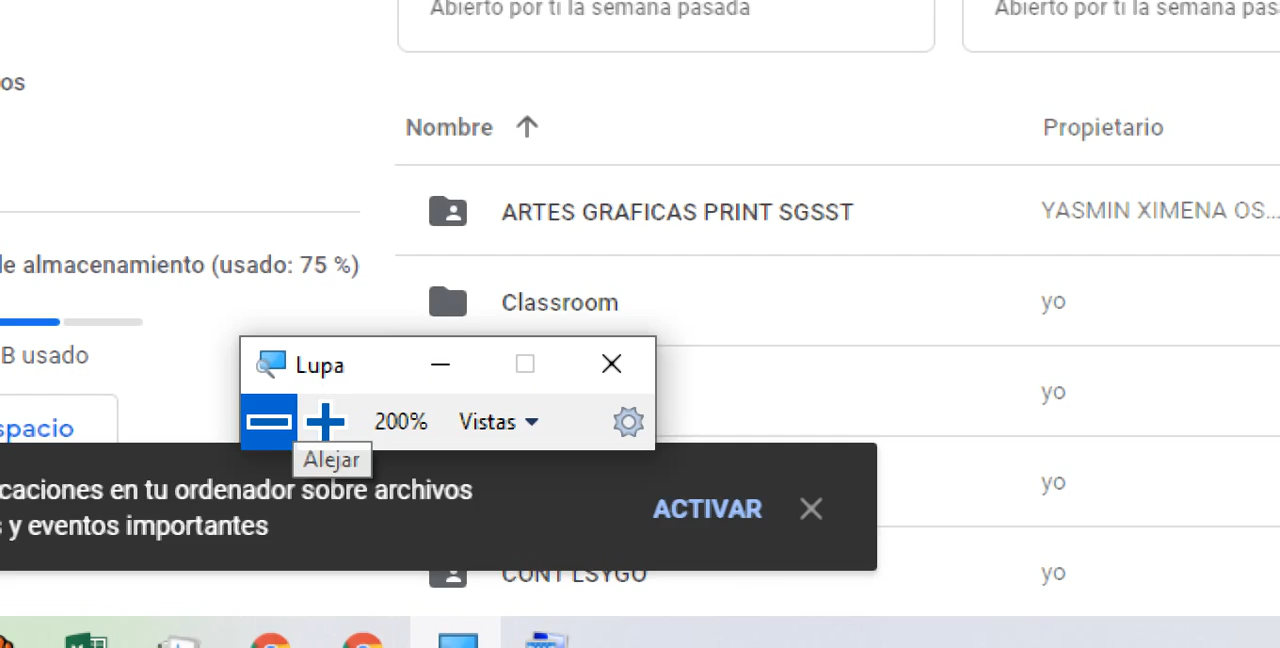 Abierto por ti la semana pasada
Abierto por ti la semana pas
os
Nombre
Propietario
ARTES GRAFICAS PRINT SGSST
YASMIN XIMENA OS...
le almacenamiento (usado: 75 %)
Classroom
yo
B usado
Lupa
yo
spacio
200%
Vistas
Alejar
caciones en tu ordenador sobre archivos
s y eventos importantes
ACTIVAR
yo
CONT LSYGO
yo